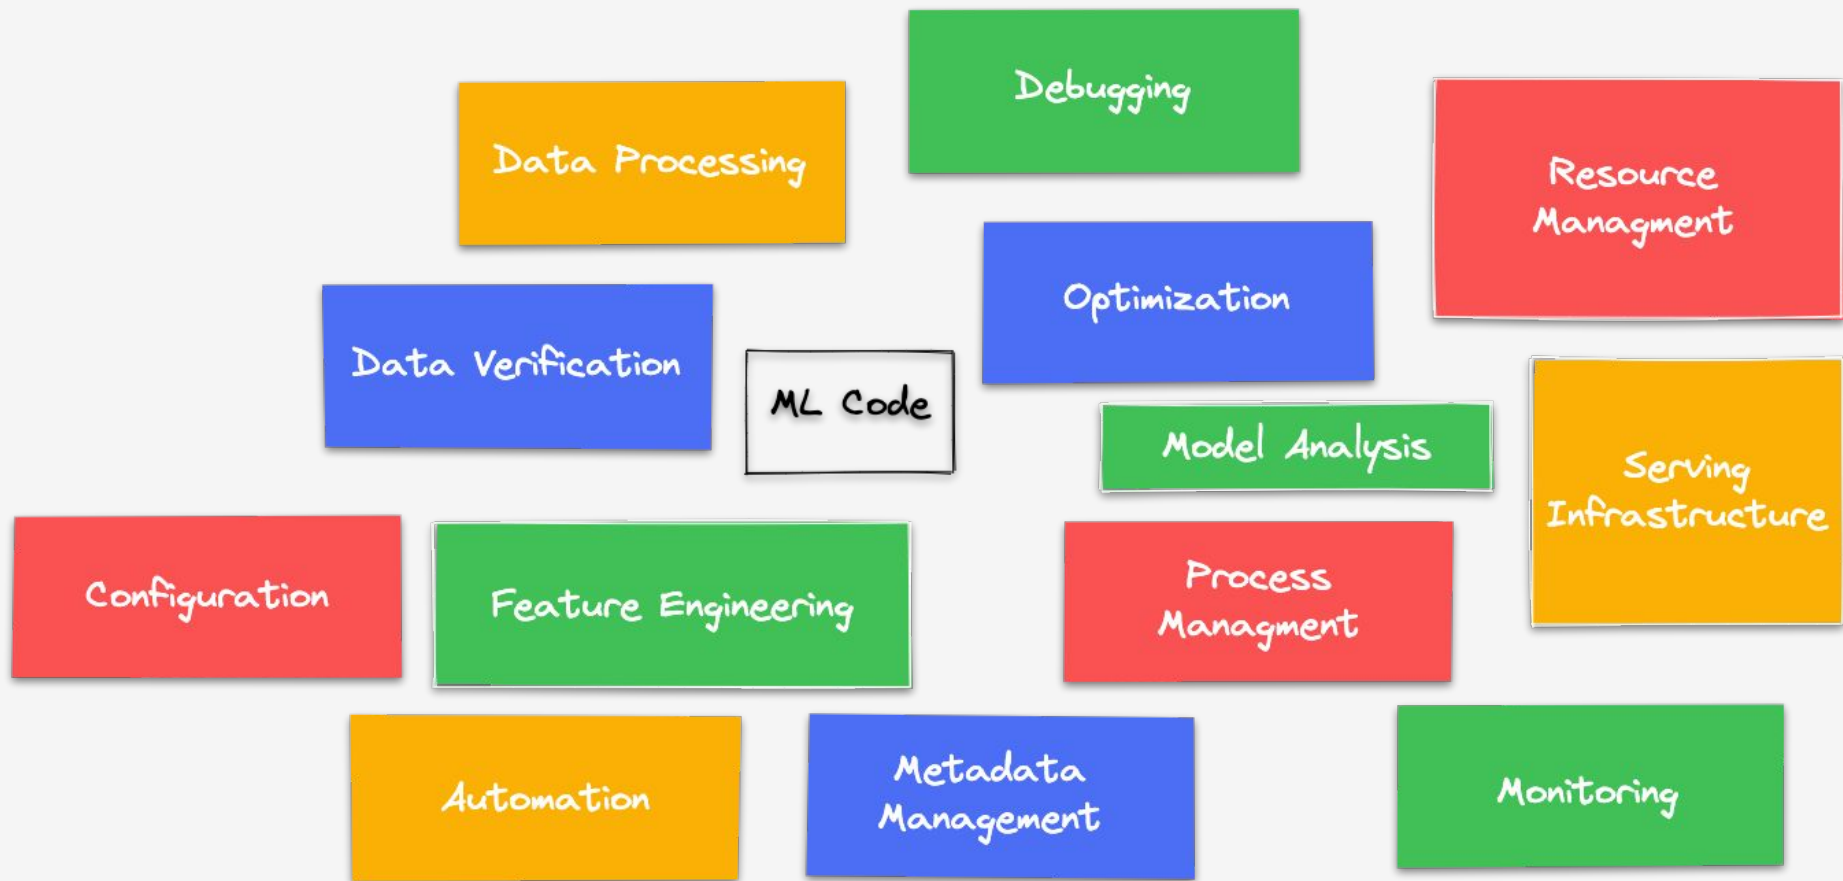 Debugging
Data Processing
Resource
Managment
Optimization
Data Verification
ML Code
Model Analysis
Serving
Infrastructure
Configuration
Feature Engineering
Process
Managment
Automation
Metadata
Management
Monitoring